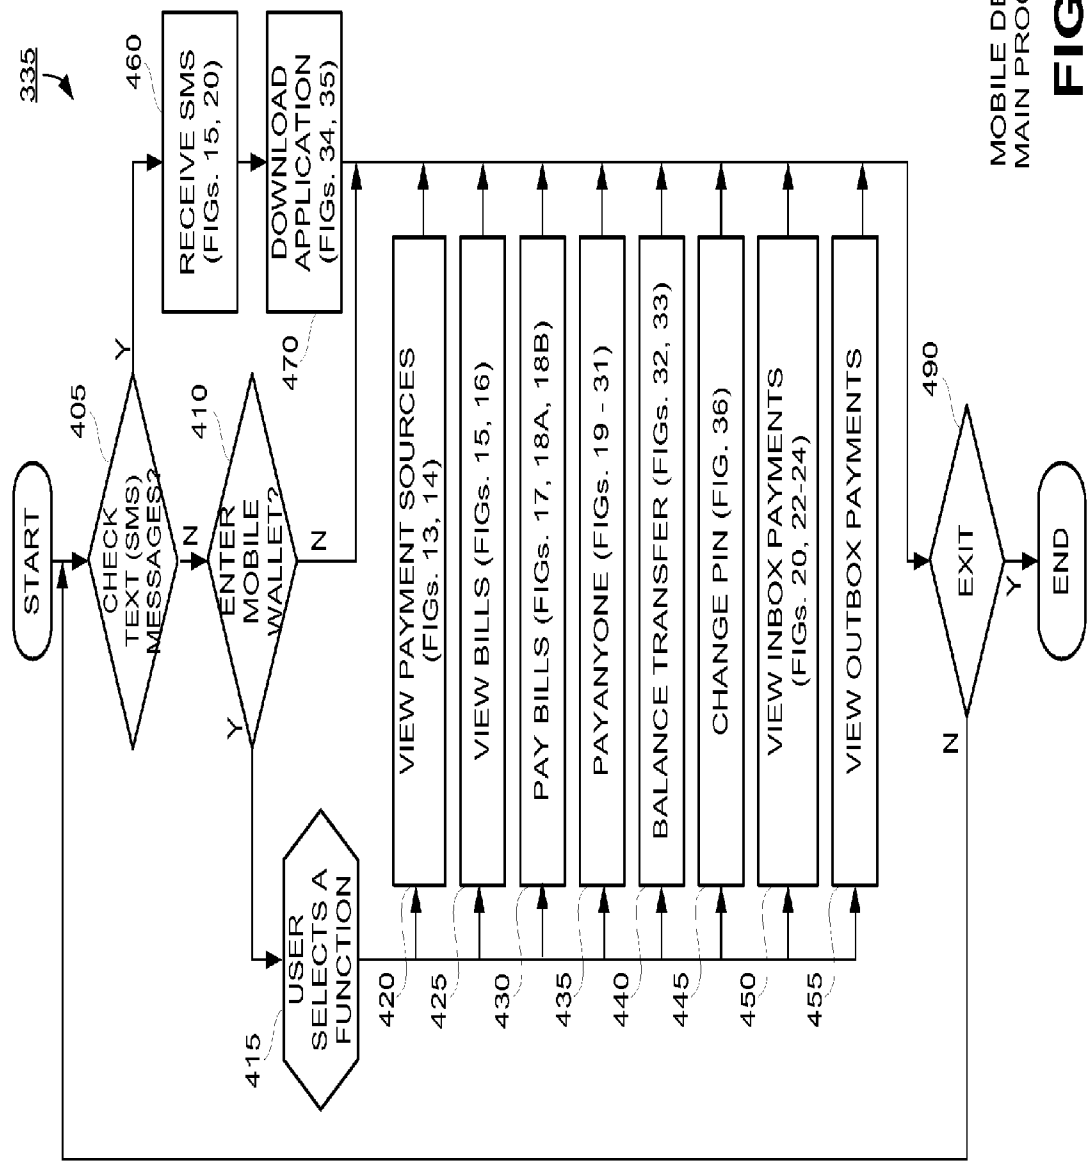 335
START
405
CHECK
TEXT (SMS)
MESSAGES?
Y
N
460
RECEIVE SMS
(FIGs. 15, 20)
410
ENTER
MOBILE
WALLET?
Y
N
470
DOWNLOAD
APPLICATION
(FIGs. 34, 35)
415
USER
SELECTS A
FUNCTION
420
VIEW PAYMENT SOURCES
(FIGs. 13, 14)
425
VIEW BILLS (FIGs. 15, 16)
430
PAY BILLS (FIGs. 17, 18A, 18B)
435
PAYANYONE (FIGs. 19 - 31)
440
BALANCE TRANSFER (FIGs. 32, 33)
445
CHANGE PIN (FIG. 36)
450
VIEW INBOX PAYMENTS
(FIGs. 20, 22-24)
455
VIEW OUTBOX PAYMENTS
490
EXIT
N
Y
END
MOBILE DE
MAIN PROC
FIG